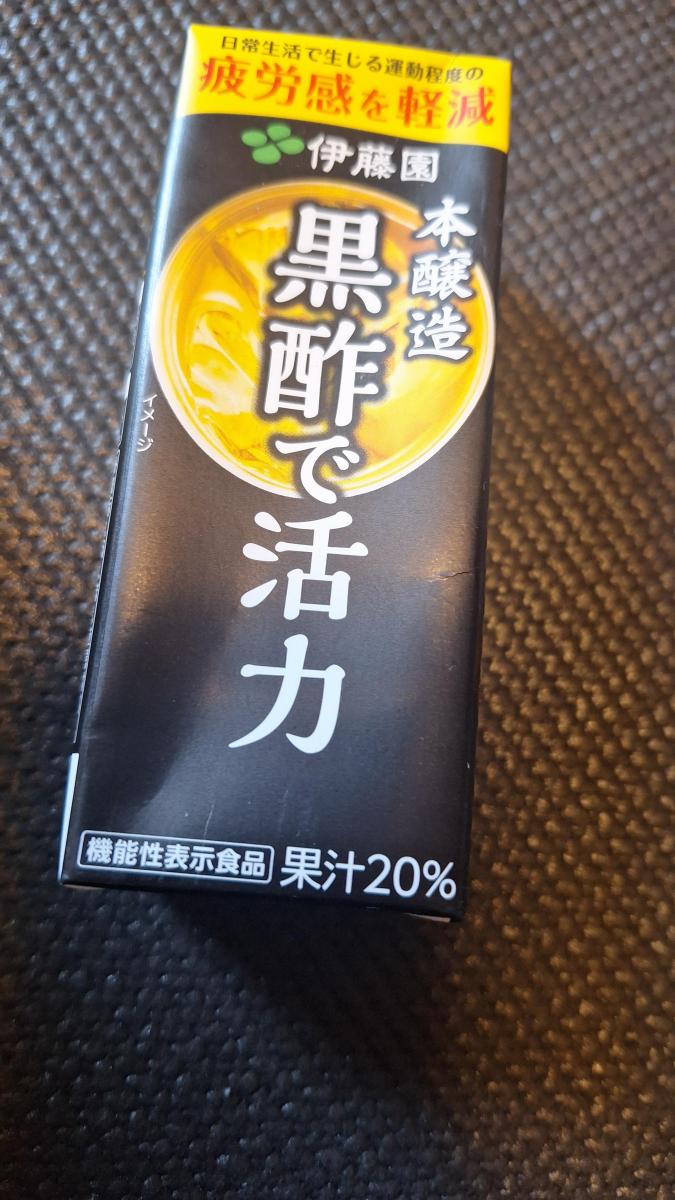 日常生活で生じる運動程度の
疲労感を軽減
伊藤園
本醸造
黒酢で活力
イメージ
機能性表示食品
果汁20%